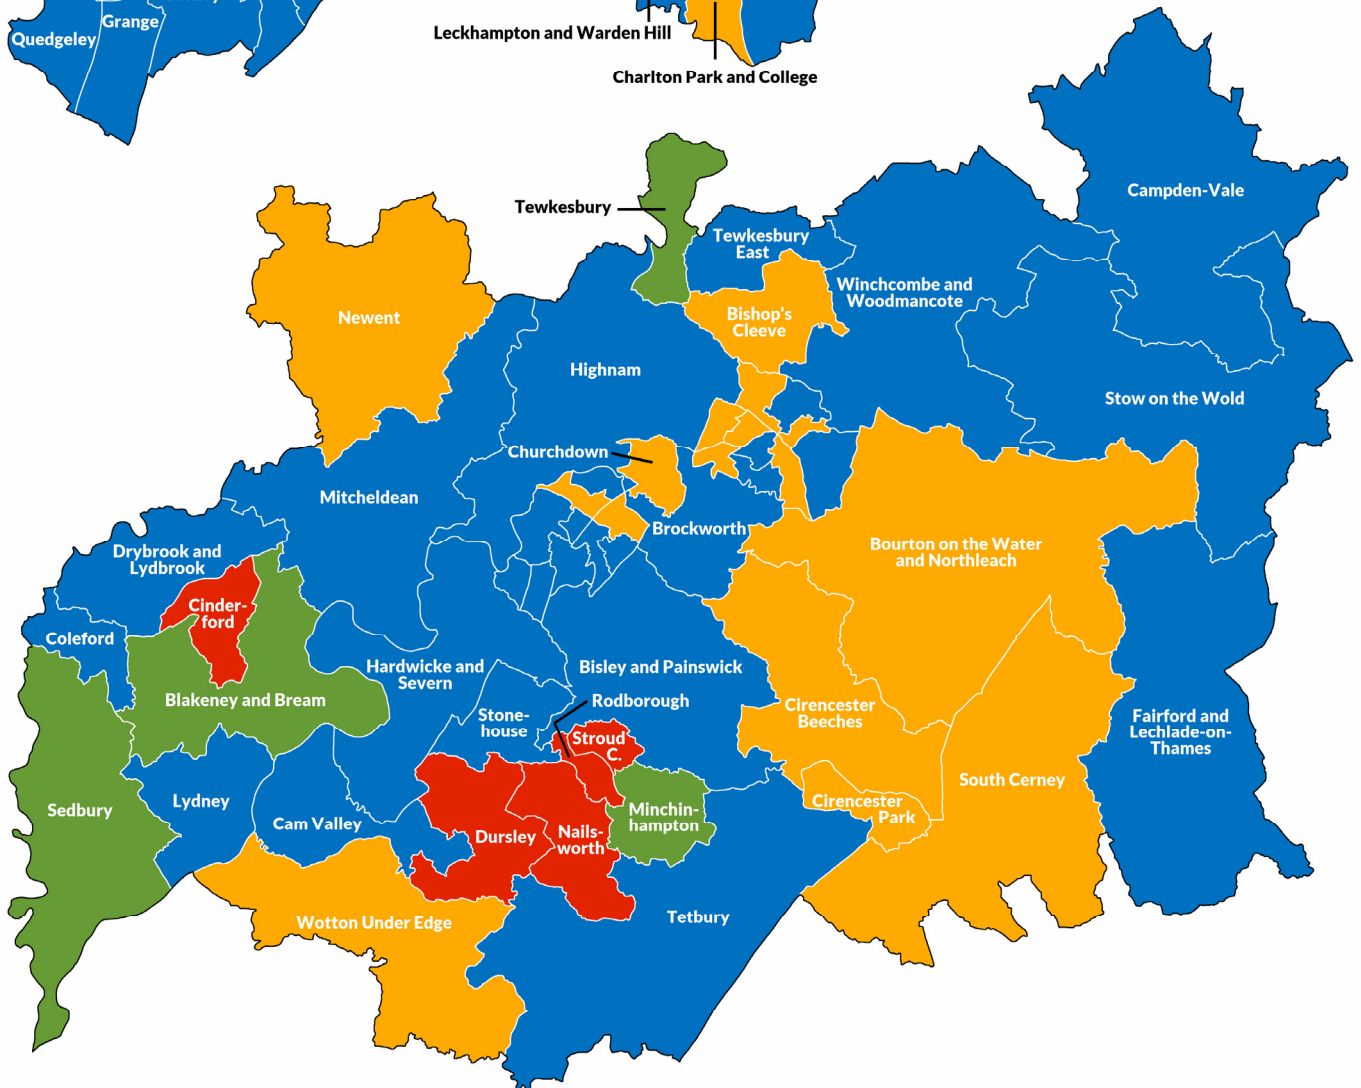 Grange
Quedgeley
Leckhampton and Warden Hill
Charlton Park and College
Campden-Vale
Tewkesbury
Tewkesbury
East
Winchcombe and
Woodmancote
Newent
Bishop's
Cleeve
Highnam
Stow on the Wold
Churchdown
Mitcheldean
Brockworth
Drybrook and
Lydbrook
Bourton on the Water
and Northleach
Cinder-
ford
Coleford
Hardwicke and
Severn
Bisley and Painswick
Blakeney and Bream
Rodborough
Stone-
house
Cirencester
Beeches
Fairford and
Lechlade-on-
Thames
Stroud
C.
South Cerney
Sedbury
Lydney
Cam Valley
Minchin-
hampton
Cirencester
Park
Dursley
Nails-
worth
Wotton Under Edge
Tetbury